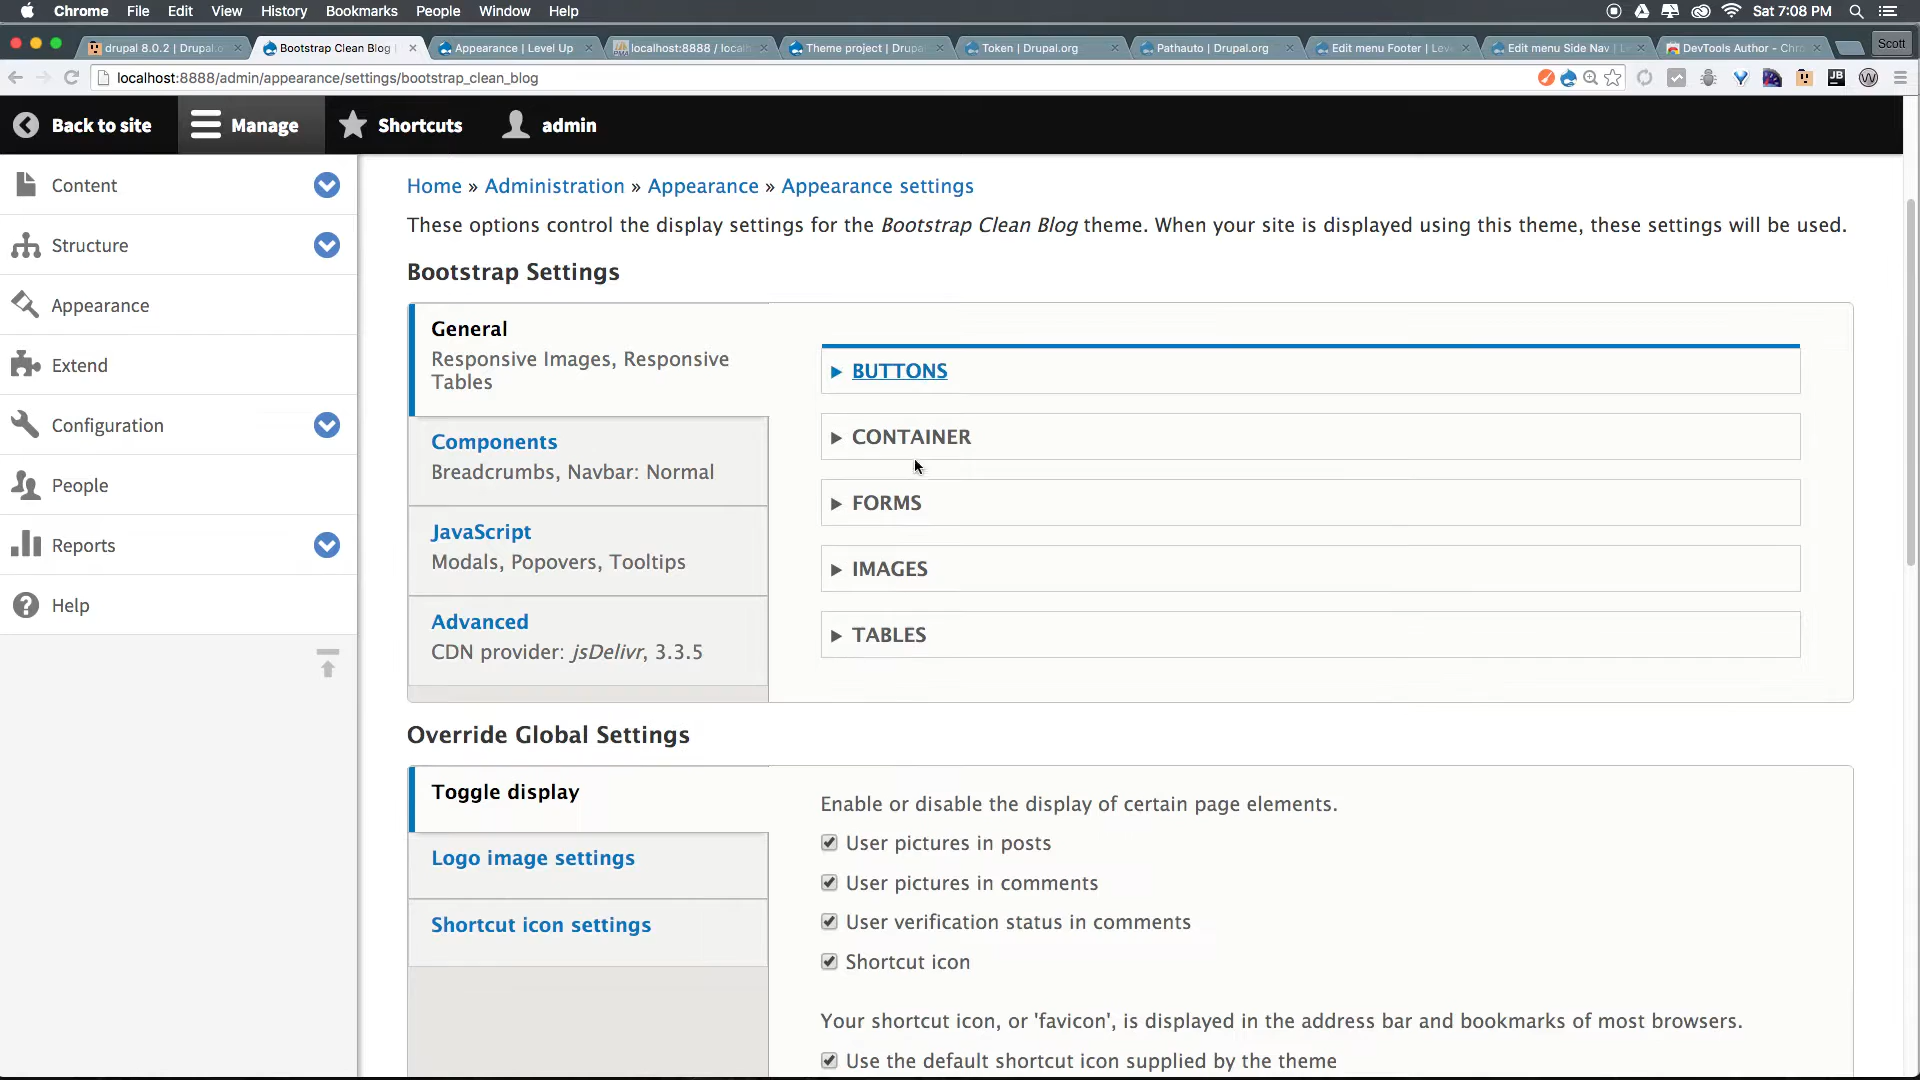 Chrome File Edit View History Bookmarks People Window Help Sat 7:08 PM
drupal 8.0.2 | Drupal.o Bootstrap Clean Blog Appearance | Level Up localhost:8888 / local Theme project | Drupa Token | Drupal.org Pathauto | Drupal.org Edit menu Footer | Lev Edit menu Side Nav | L DevTools Author - Chr Scott
localhost:8888/admin/appearance/settings/bootstrap_clean_blog
JB
W
Back to site Manage Shortcuts admin
Content
Structure
Appearance
Extend
Configuration
People
Reports
Help
Home » Administration » Appearance » Appearance settings
These options control the display settings for the Bootstrap Clean Blog theme. When your site is displayed using this theme, these settings will be used.
Bootstrap Settings
General
Responsive Images, Responsive
Tables
Components
Breadcrumbs, Navbar: Normal
JavaScript
Modals, Popovers, Tooltips
Advanced
CDN provider: jsDelivr, 3.3.5
BUTTONS
CONTAINER
FORMS
IMAGES
TABLES
Override Global Settings
Toggle display
Logo image settings
Shortcut icon settings
Enable or disable the display of certain page elements.
User pictures in posts
User pictures in comments
User verification status in comments
Shortcut icon
Your shortcut icon, or 'favicon', is displayed in the address bar and bookmarks of most browsers.
Use the default shortcut icon supplied by the theme